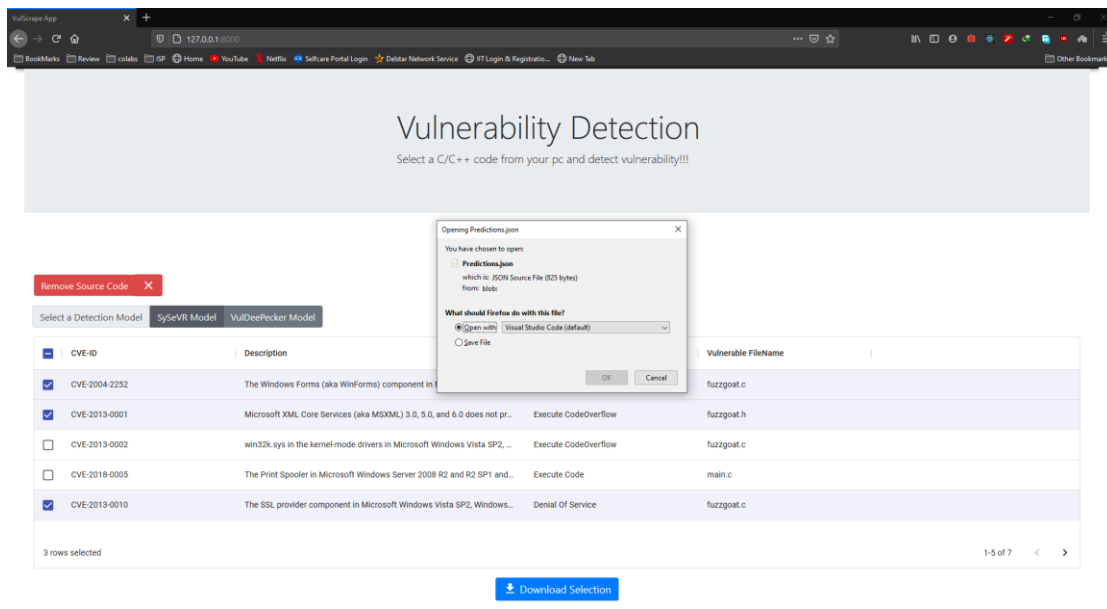 VulScrape App
127.0.0.1:8000
BookMarks Review colabs ISP Home YouTube Netflix Selfcare Portal Login Delstar Network Service IIT Login & Registratio... New Tab Other Bookmark
Vulnerability Detection
Select a C/C++ code from your pc and detect vulnerability!!!
Opening Predictions.json
You have chosen to open:
Predictions.json
which is: JSON Source File (825 bytes)
from: blob:
What should Firefox do with this file?
Open with Visual Studio Code (default)
Save File
OK Cancel
Remove Source Code
Select a Detection Model SySeVR Model VulDeePecker Model
CVE-ID Description Vulnerable FileName
CVE-2004-2252 The Windows Forms (aka WinForms) component in fuzzgoat.c
CVE-2013-0001 Microsoft XML Core Services (aka MSXML) 3.0, 5.0, and 6.0 does not pr... Execute CodeOverflow fuzzgoat.h
CVE-2013-0002 win32k.sys in the kernel-mode drivers in Microsoft Windows Vista SP2, ... Execute CodeOverflow fuzzgoat.c
CVE-2018-0005 The Print Spooler in Microsoft Windows Server 2008 R2 and R2 SP1 and... Execute Code main.c
CVE-2013-0010 The SSL provider component in Microsoft Windows Vista SP2, Windows... Denial Of Service fuzzgoat.c
3 rows selected 1-5 of 7
Download Selection